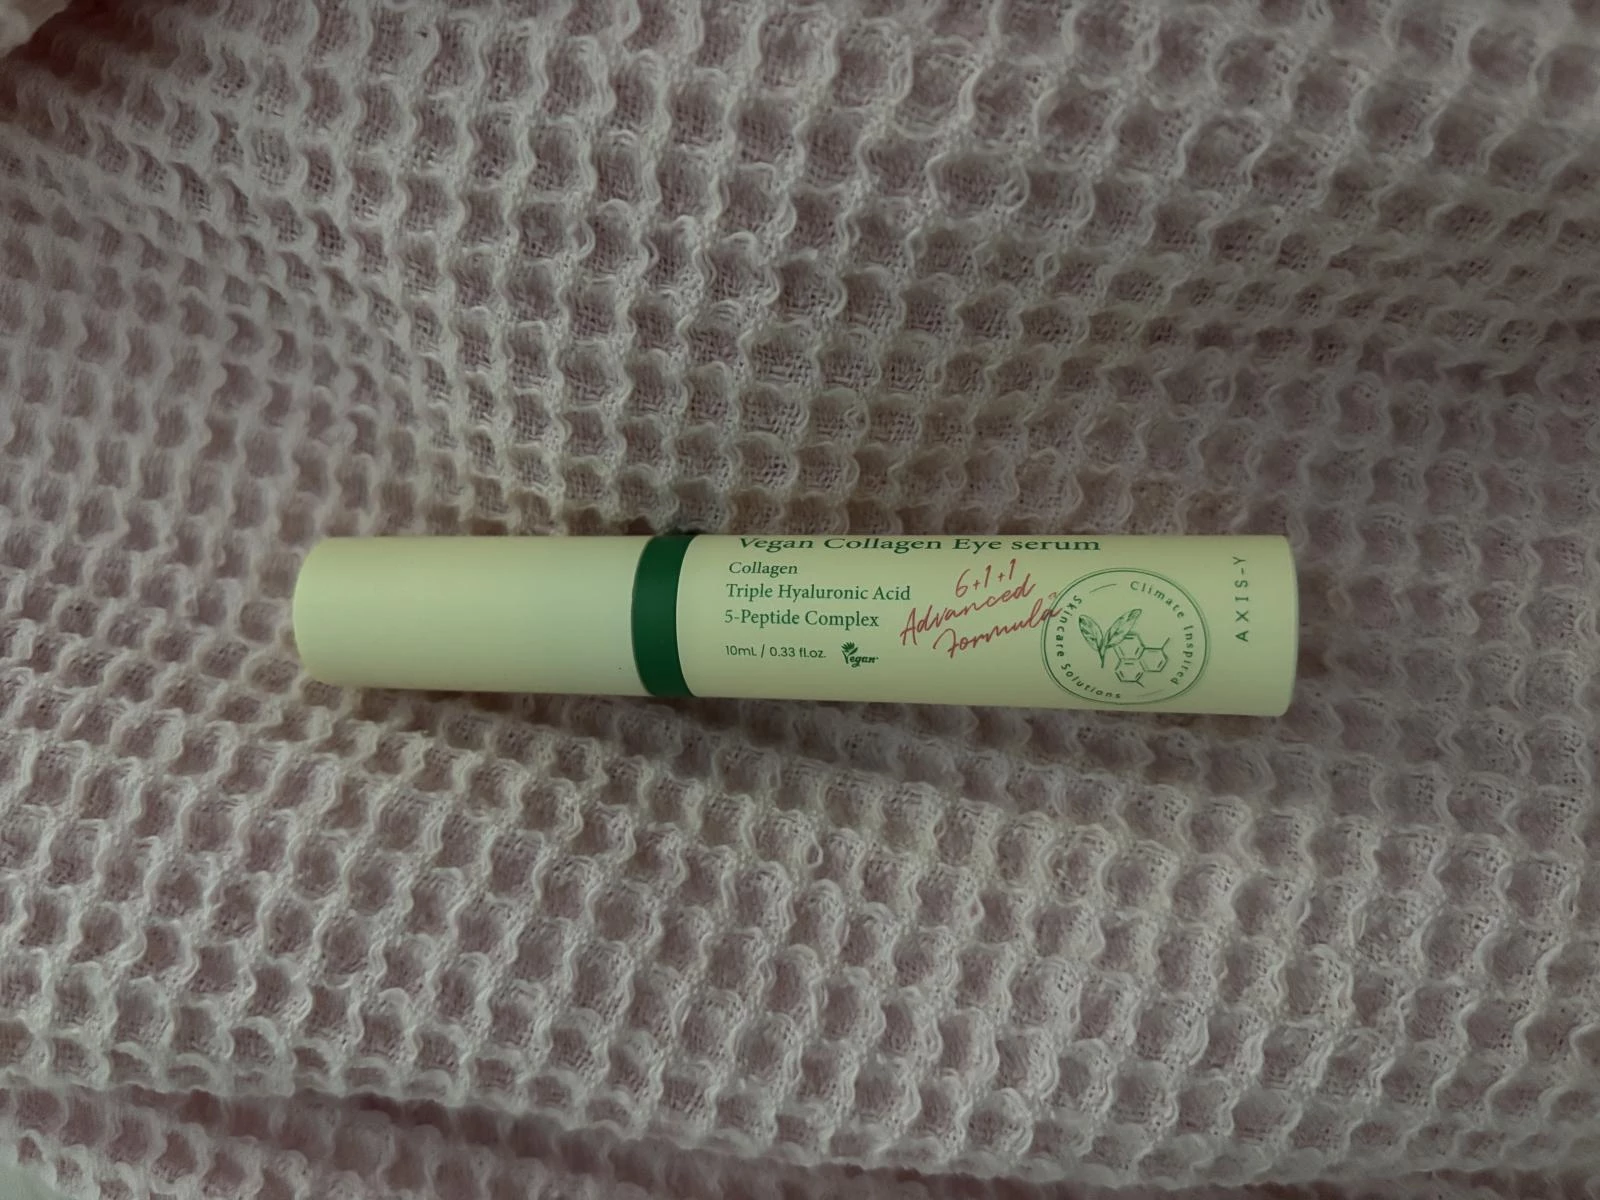 Vegan Collagen Eye serum
Collagen
Triple Hyaluronic Acid
5-Peptide Complex
10mL / 0.33 fl.oz.
Vegan
6+1+1
Advanced
Formula
Climate Inspired
Skincare Solutions
AXIS-Y